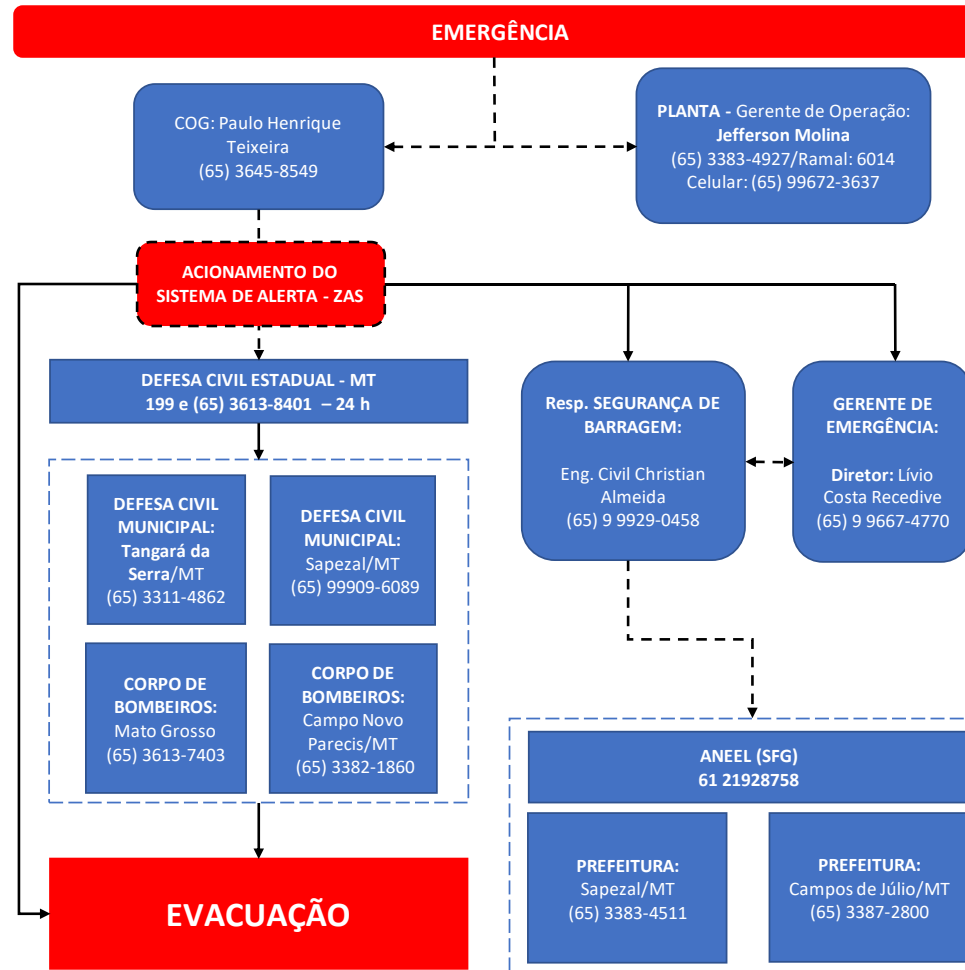 EMERGÊNCIA
COG: Paulo Henrique
Teixeira
(65) 3645-8549
PLANTA - Gerente de Operação:
Jefferson Molina
(65) 3383-4927/Ramal: 6014
Celular: (65) 99672-3637
ACIONAMENTO DO
SISTEMA DE ALERTA - ZAS
DEFESA CIVIL ESTADUAL - MT
199 e (65) 3613-8401 – 24 h
Resp. SEGURANÇA DE
BARRAGEM:
Eng. Civil Christian
Almeida
(65) 9 9929-0458
GERENTE DE
EMERGÊNCIA:
Diretor: Lívio
Costa Recedive
(65) 9 9667-4770
DEFESA CIVIL
MUNICIPAL:
Tangará da
Serra/MT
(65) 3311-4862
DEFESA CIVIL
MUNICIPAL:
Sapezal/MT
(65) 99909-6089
CORPO DE
BOMBEIROS:
Mato Grosso
(65) 3613-7403
CORPO DE
BOMBEIROS:
Campo Novo
Parecis/MT
(65) 3382-1860
ANEEL (SFG)
61 21928758
PREFEITURA:
Sapezal/MT
(65) 3383-4511
PREFEITURA:
Campos de Júlio/MT
(65) 3387-2800
EVACUAÇÃO